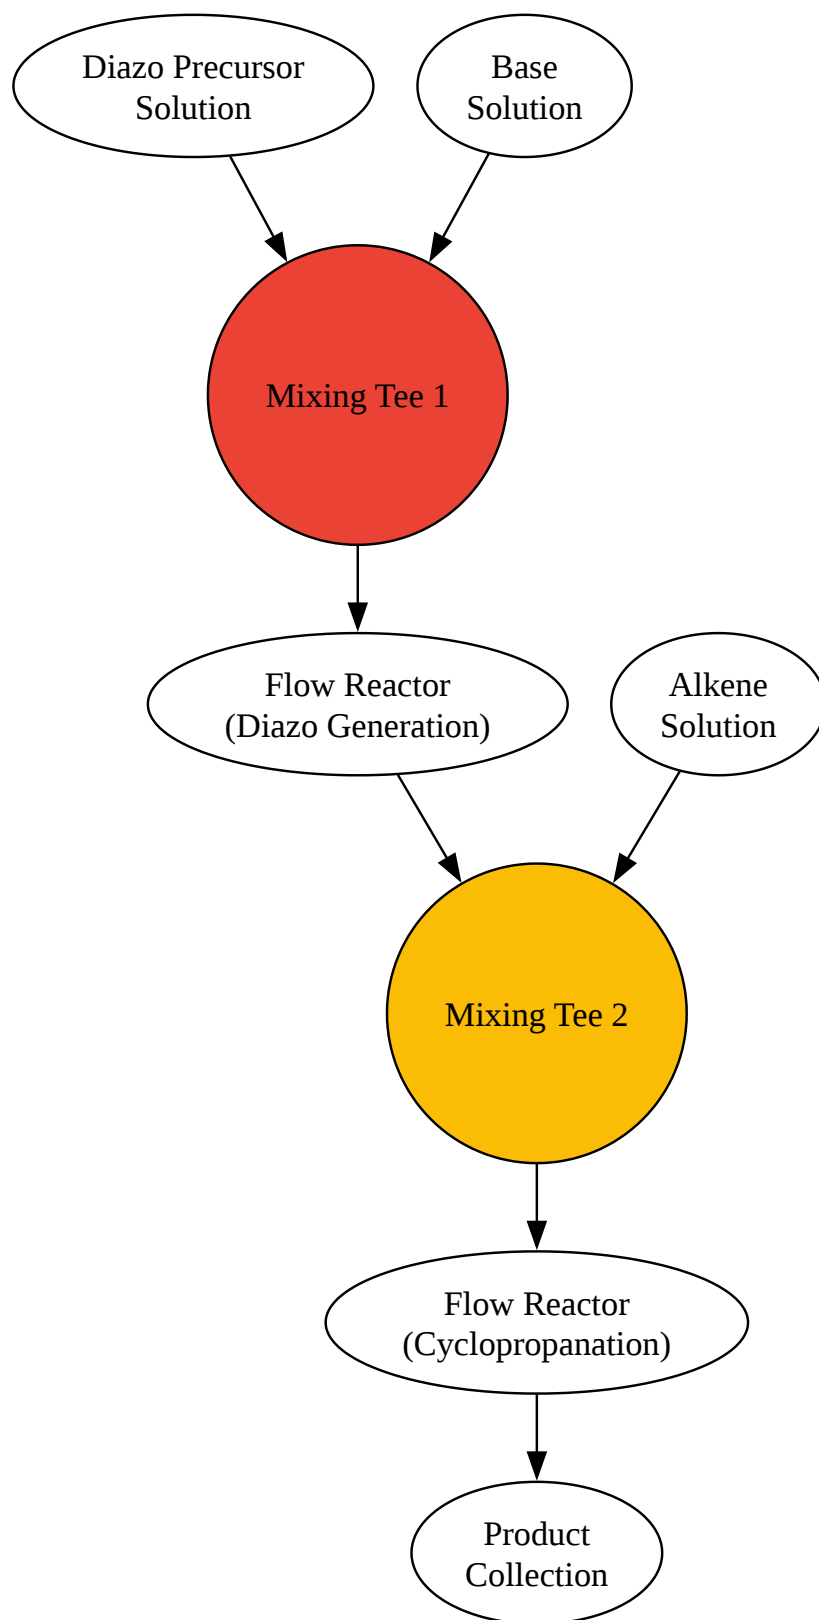 Diazo Precursor
Solution
Base
Solution
Mixing Tee 1
Flow Reactor
(Diazo Generation)
Alkene
Solution
Mixing Tee 2
Flow Reactor
(Cyclopropanation)
Product
Collection